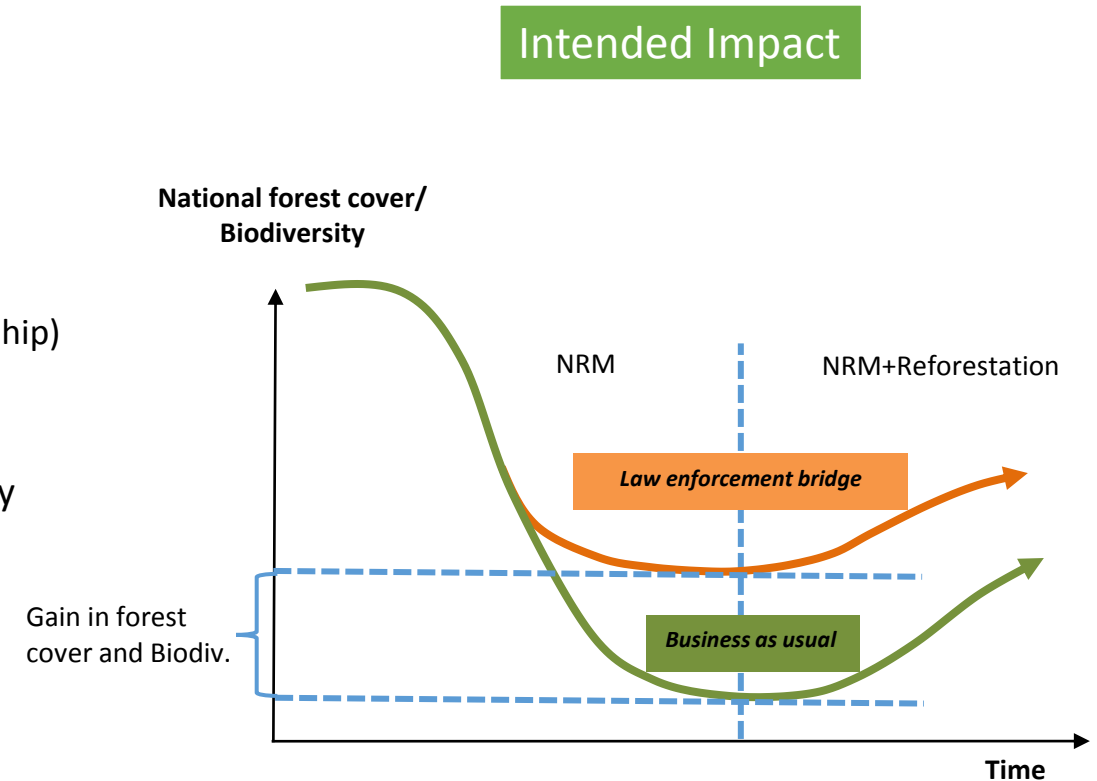 Intended Impact
National forest cover/
Biodiversity
hip)
NRM
NRM+Reforestation
Law enforcement bridge
y
Gain in forest
cover and Biodiv.
Business as usual
Time